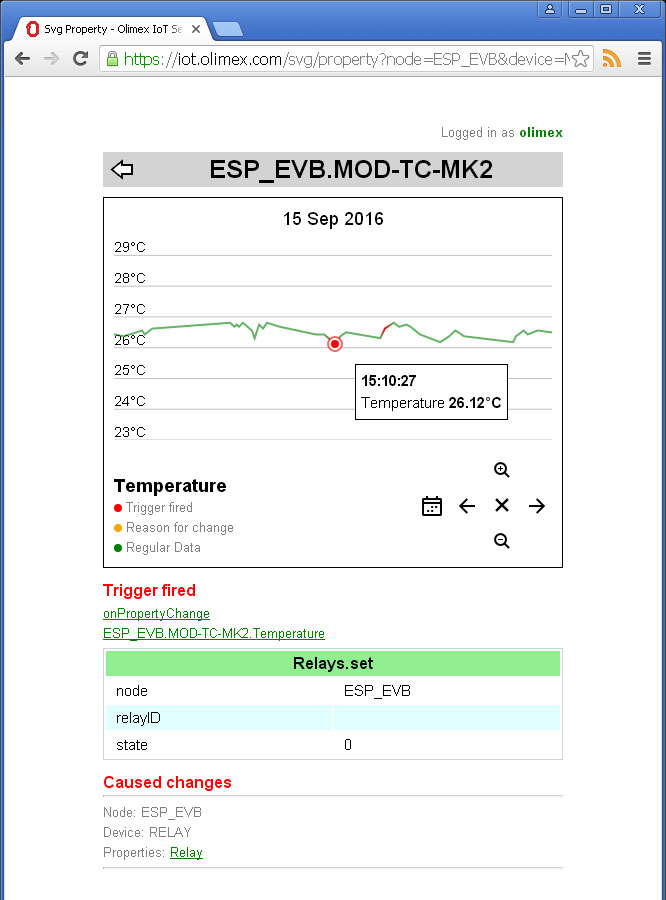 Svg Property - Olimex IoT Se
https://iot.olimex.com/svg/property?node=ESP_EVB&device=M
Logged in as olimex
ESP_EVB.MOD-TC-MK2
15 Sep 2016
29°C
28°C
27°C
26°C
25°C
24°C
23°C
15:10:27
Temperature 26.12°C
Temperature
Trigger fired
Reason for change
Regular Data
Trigger fired
onPropertyChange
ESP_EVB.MOD-TC-MK2.Temperature
Relays.set
node ESP_EVB
relayID
state 0
Caused changes
Node: ESP_EVB
Device: RELAY
Properties: Relay